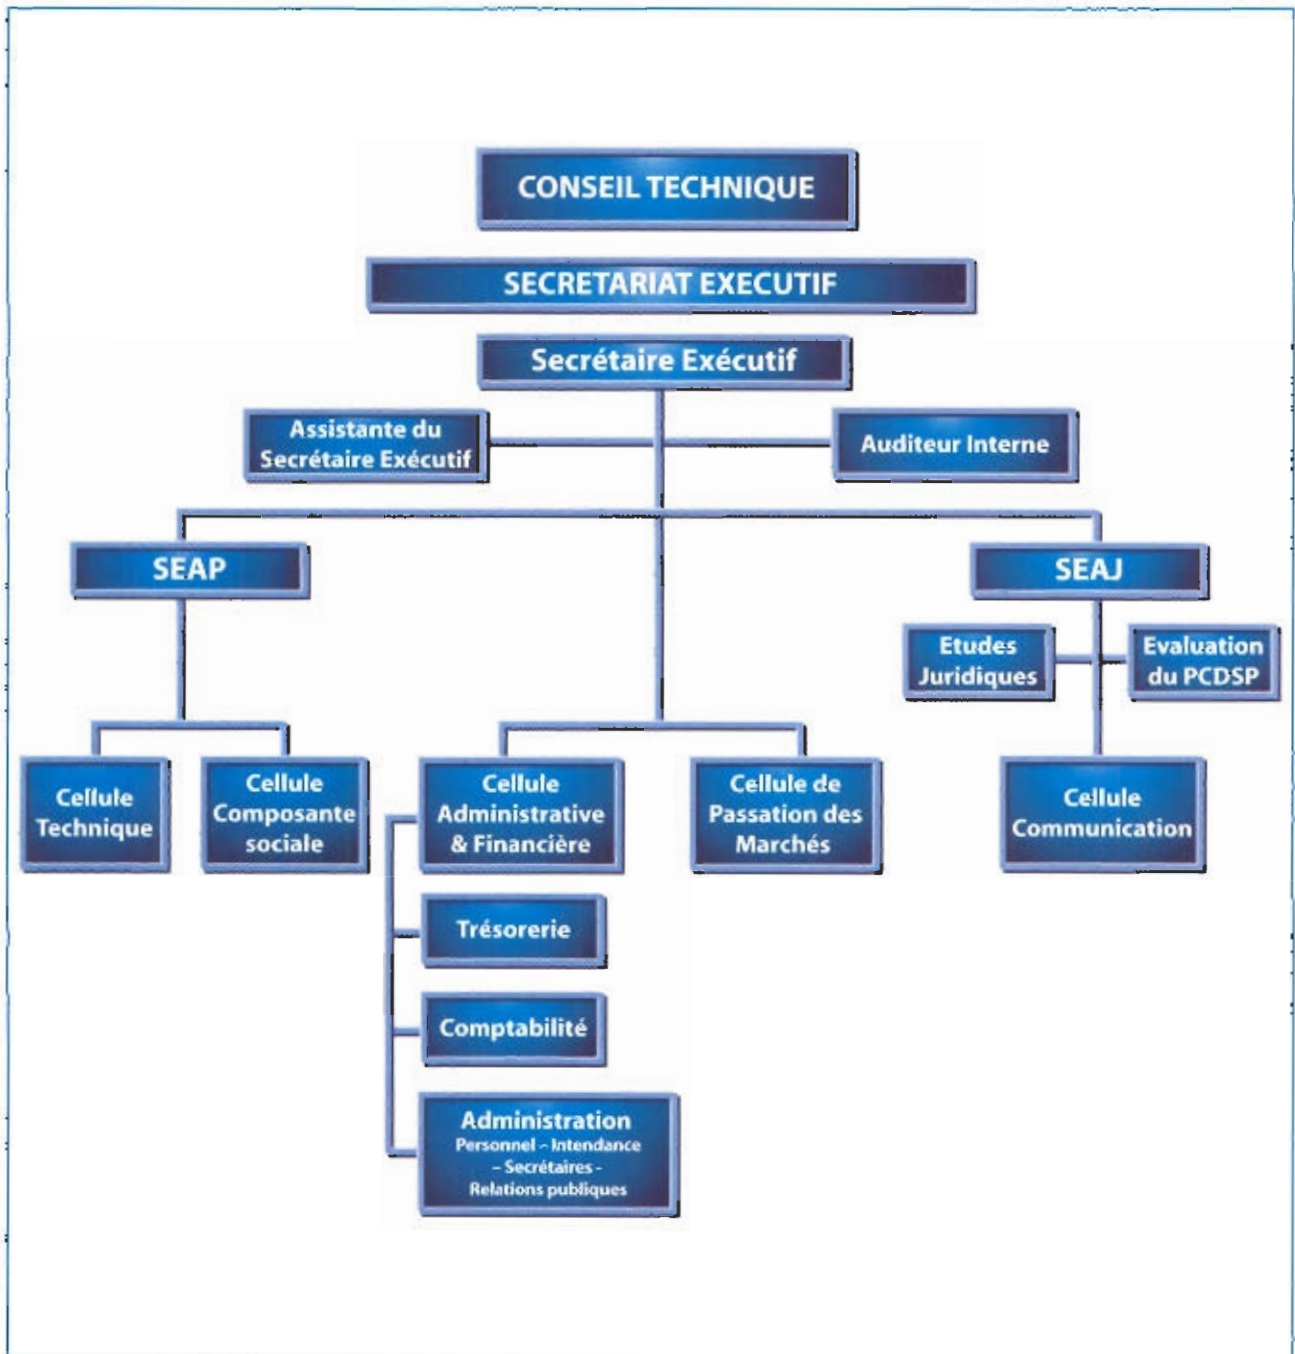 CONSEIL TECHNIQUE
SECRETARIAT EXECUTIF
Secrétaire Exécutif
Assistante du
Secrétaire Exécutif
Auditeur Interne
SEAP
SEAJ
Etudes
Juridiques
Evaluation
du PCDSP
Cellule
Technique
Cellule
Composante
sociale
Cellule
Administrative
& Financière
Cellule de
Passation des
Marchés
Cellule
Communication
Trésorerie
Comptabilité
Administration
Personnel – Intendance
– Secrétaires -
Relations publiques